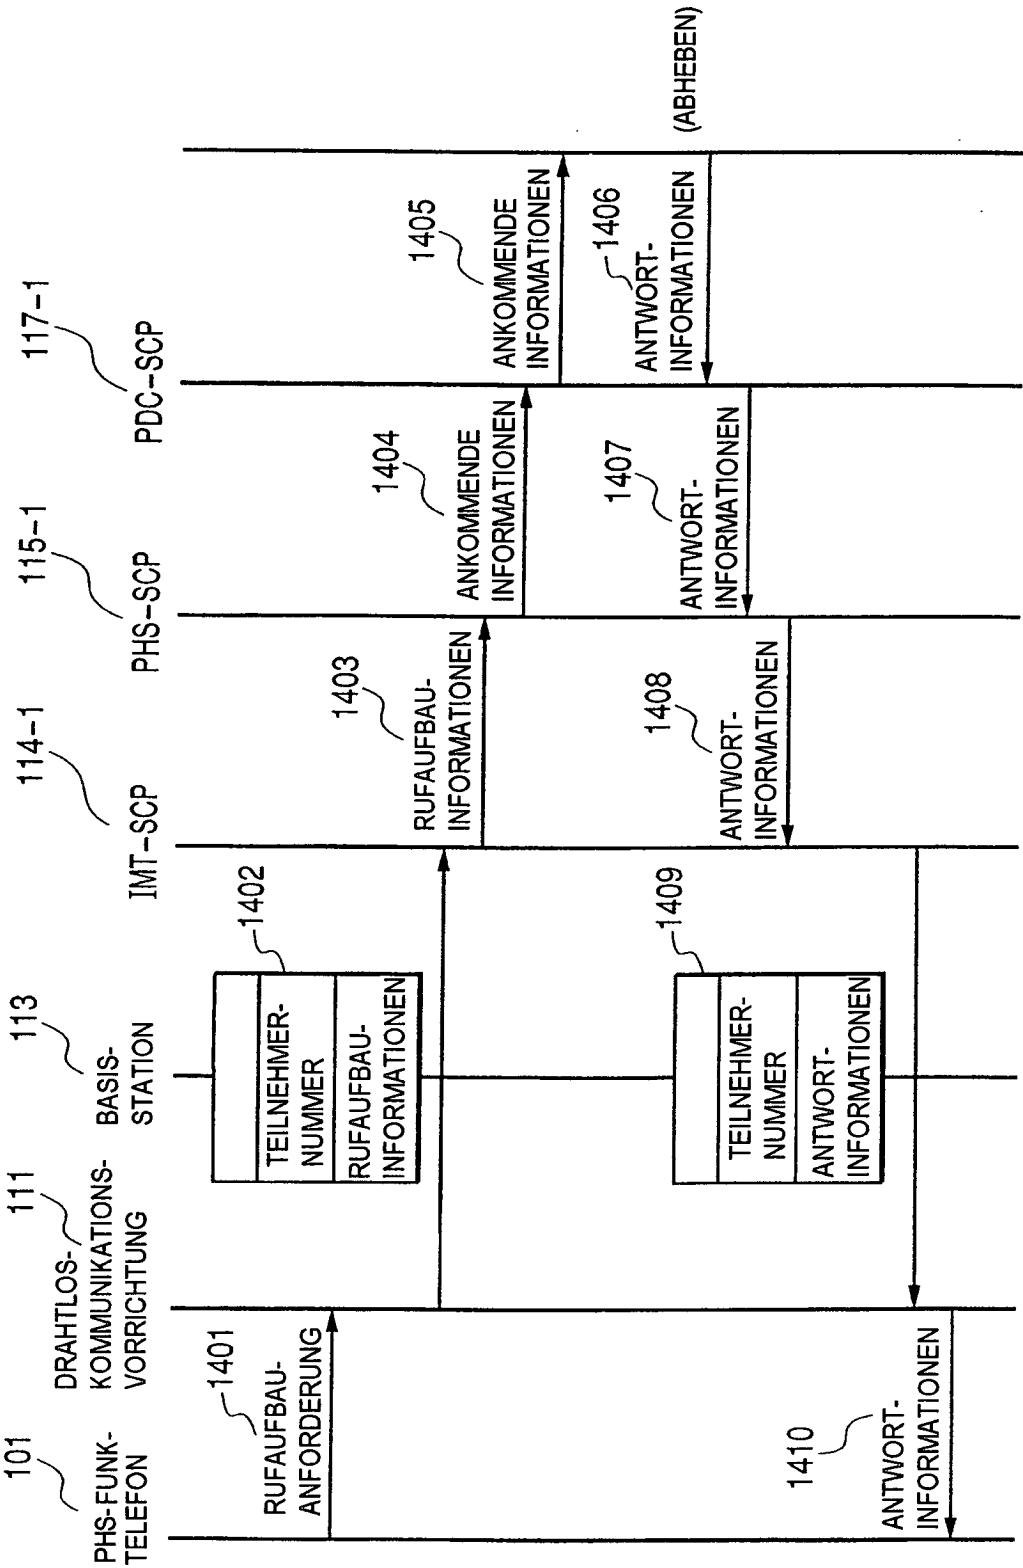 101
PHS-FUNK-
TELEFON
111
DRAHTLOS-
KOMMUNIKATIONS-
VORRICHTUNG
113
BASIS-
STATION
114-1
IMT-SCP
115-1
PHS-SCP
117-1
PDC-SCP
1401
RUFAUFBAU-
ANFORDERUNG
1402
TEILNEHMER-
NUMMER
RUFAUFBAU-
INFORMATIONEN
1403
RUFAUFBAU-
INFORMATIONEN
1404
ANKOMMENDE
INFORMATIONEN
1405
ANKOMMENDE
INFORMATIONEN
(ABHEBEN)
1406
ANTWORT-
INFORMATIONEN
1407
ANTWORT-
INFORMATIONEN
1408
ANTWORT-
INFORMATIONEN
1409
TEILNEHMER-
NUMMER
ANTWORT-
INFORMATIONEN
1410
ANTWORT-
INFORMATIONEN